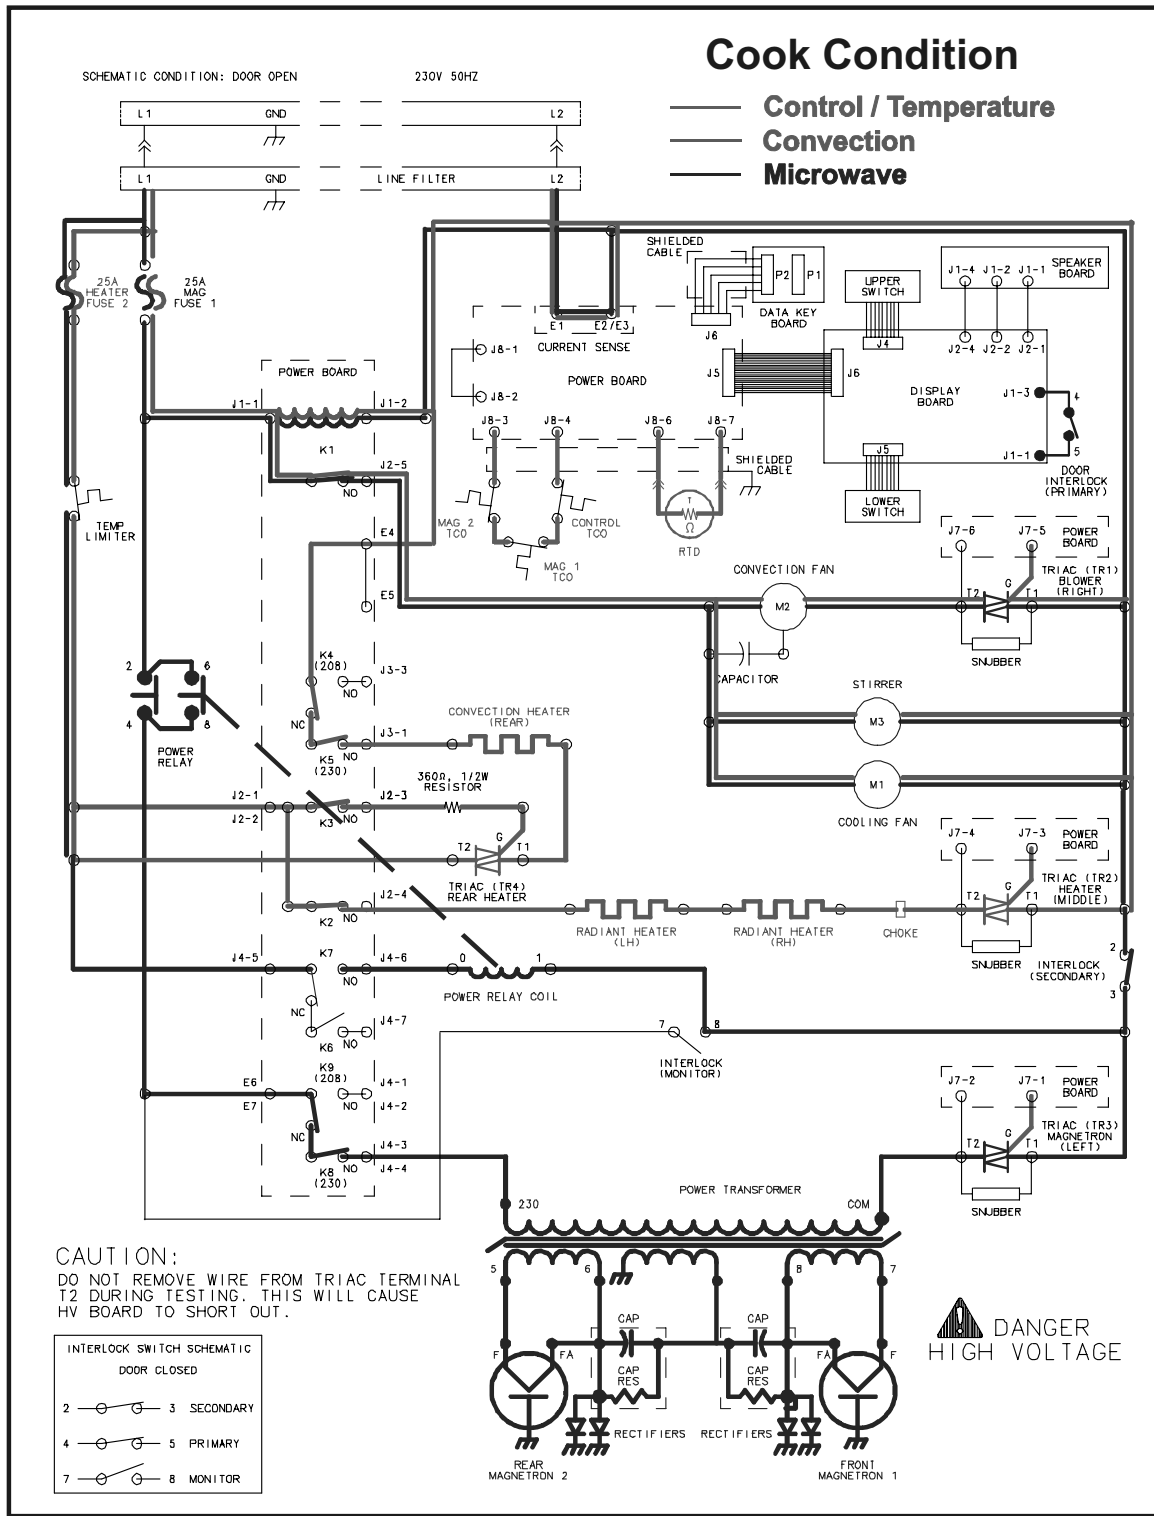 Cook Condition
SCHEMATIC CONDITION: DOOR OPEN
230V 50HZ
Control / Temperature
Convection
Microwave
L1
GND
L2
L1
GND
LINE FILTER
L2
25A
HEATER
FUSE 2
25A
MAG
FUSE 1
SHIELDED
CABLE
P2
P1
DATA KEY
BOARD
J6
UPPER
SWITCH
J4
J1-4
J1-2
J1-1
SPEAKER
BOARD
J2-4
J2-2
J2-1
E1
E2/E3
CURRENT SENSE
J8-1
J8-2
POWER BOARD
J5
J6
DISPLAY
BOARD
J1-3
4
J1-1
5
DOOR
INTERLOCK
(PRIMARY)
J5
LOWER
SWITCH
POWER BOARD
J1-1
J1-2
K1
J2-5
NO
J8-3
J8-4
J8-6
J8-7
SHIELDED
CABLE
MAG 2
TCO
CONTROL
TCO
MAG 1
TCO
T
Ω
RTD
TEMP
LIMITER
E4
E5
J7-6
J7-5
POWER
BOARD
CONVECTION FAN
M2
T2
G
T1
TRIAC (TR1)
BLOWER
(RIGHT)
SNUBBER
CAPACITOR
K4
(208)
J3-3
NO
NC
2
6
4
8
POWER
RELAY
STIRRER
M3
CONVECTION HEATER
(REAR)
J3-1
K5
(230)
NO
360Ω, 1/2W
RESISTOR
M1
COOLING FAN
J2-1
J2-2
J2-3
K3
NO
T2
G
T1
TRIAC (TR4)
REAR HEATER
J7-4
J7-3
POWER
BOARD
T2
G
T1
TRIAC (TR2)
HEATER
(MIDDLE)
J2-4
K2
NO
RADIANT HEATER
(LH)
RADIANT HEATER
(RH)
CHOKE
SNUBBER
2
INTERLOCK
(SECONDARY)
3
J4-5
K7
J4-6
NO
0
1
POWER RELAY COIL
NC
J4-7
K6
NO
7
8
INTERLOCK
(MONITOR)
K9
(208)
E6
E7
J4-1
NO
J4-2
NC
J4-3
K8
(230)
NO
J4-4
J7-2
J7-1
POWER
BOARD
T2
G
T1
TRIAC (TR3)
MAGNETRON
(LEFT)
SNUBBER
POWER TRANSFORMER
230
COM
5
6
8
7
CAUTION:
DO NOT REMOVE WIRE FROM TRIAC TERMINAL
T2 DURING TESTING. THIS WILL CAUSE
HV BOARD TO SHORT OUT.
CAP
CAP
F
FA
CAP
RES
CAP
RES
FA
F
RECTIFIERS
RECTIFIERS
REAR
MAGNETRON 2
FRONT
MAGNETRON 1
DANGER
HIGH VOLTAGE
INTERLOCK SWITCH SCHEMATIC
DOOR CLOSED
2 3 SECONDARY
4 5 PRIMARY
7 8 MONITOR